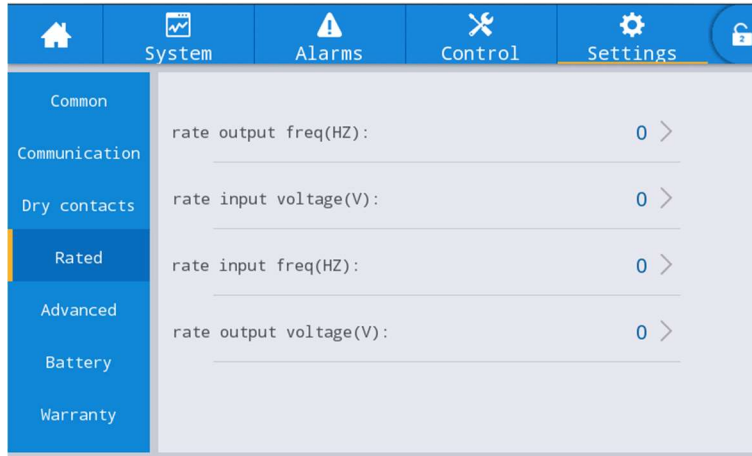 System
Alarms
Control
Settings
2
Common
Communication
Dry contacts
Rated
Advanced
Battery
Warranty
rate output freq(HZ): 0
rate input voltage(V): 0
rate input freq(HZ): 0
rate output voltage(V): 0